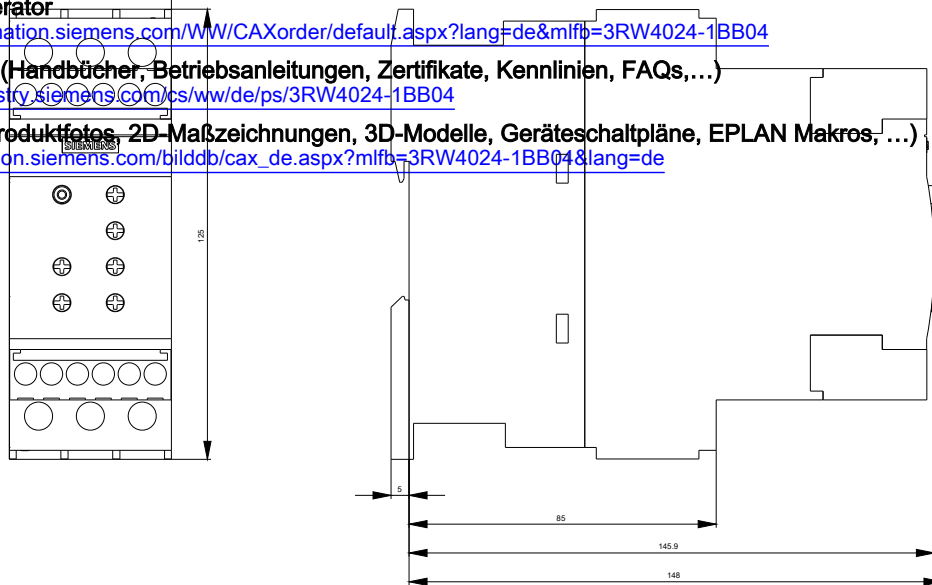 erator
nation.siemens.com/WW/CAXorder/default.aspx?lang=de&mlfb=3RW4024-1BB04
(Handbücher, Betriebsanleitungen, Zertifikate, Kennlinien, FAQs,...)
stry.siemens.com/cs/ww/de/ps/3RW4024-1BB04
roduktfotos, 2D-Maßzeichnungen, 3D-Modelle, Geräteschaltpläne, EPLAN Makros, ...)
SIEMENS
on.siemens.com/bilddb/cax_de.aspx?mlfb=3RW4024-1BB04&lang=de
125
5
85
145.9
148